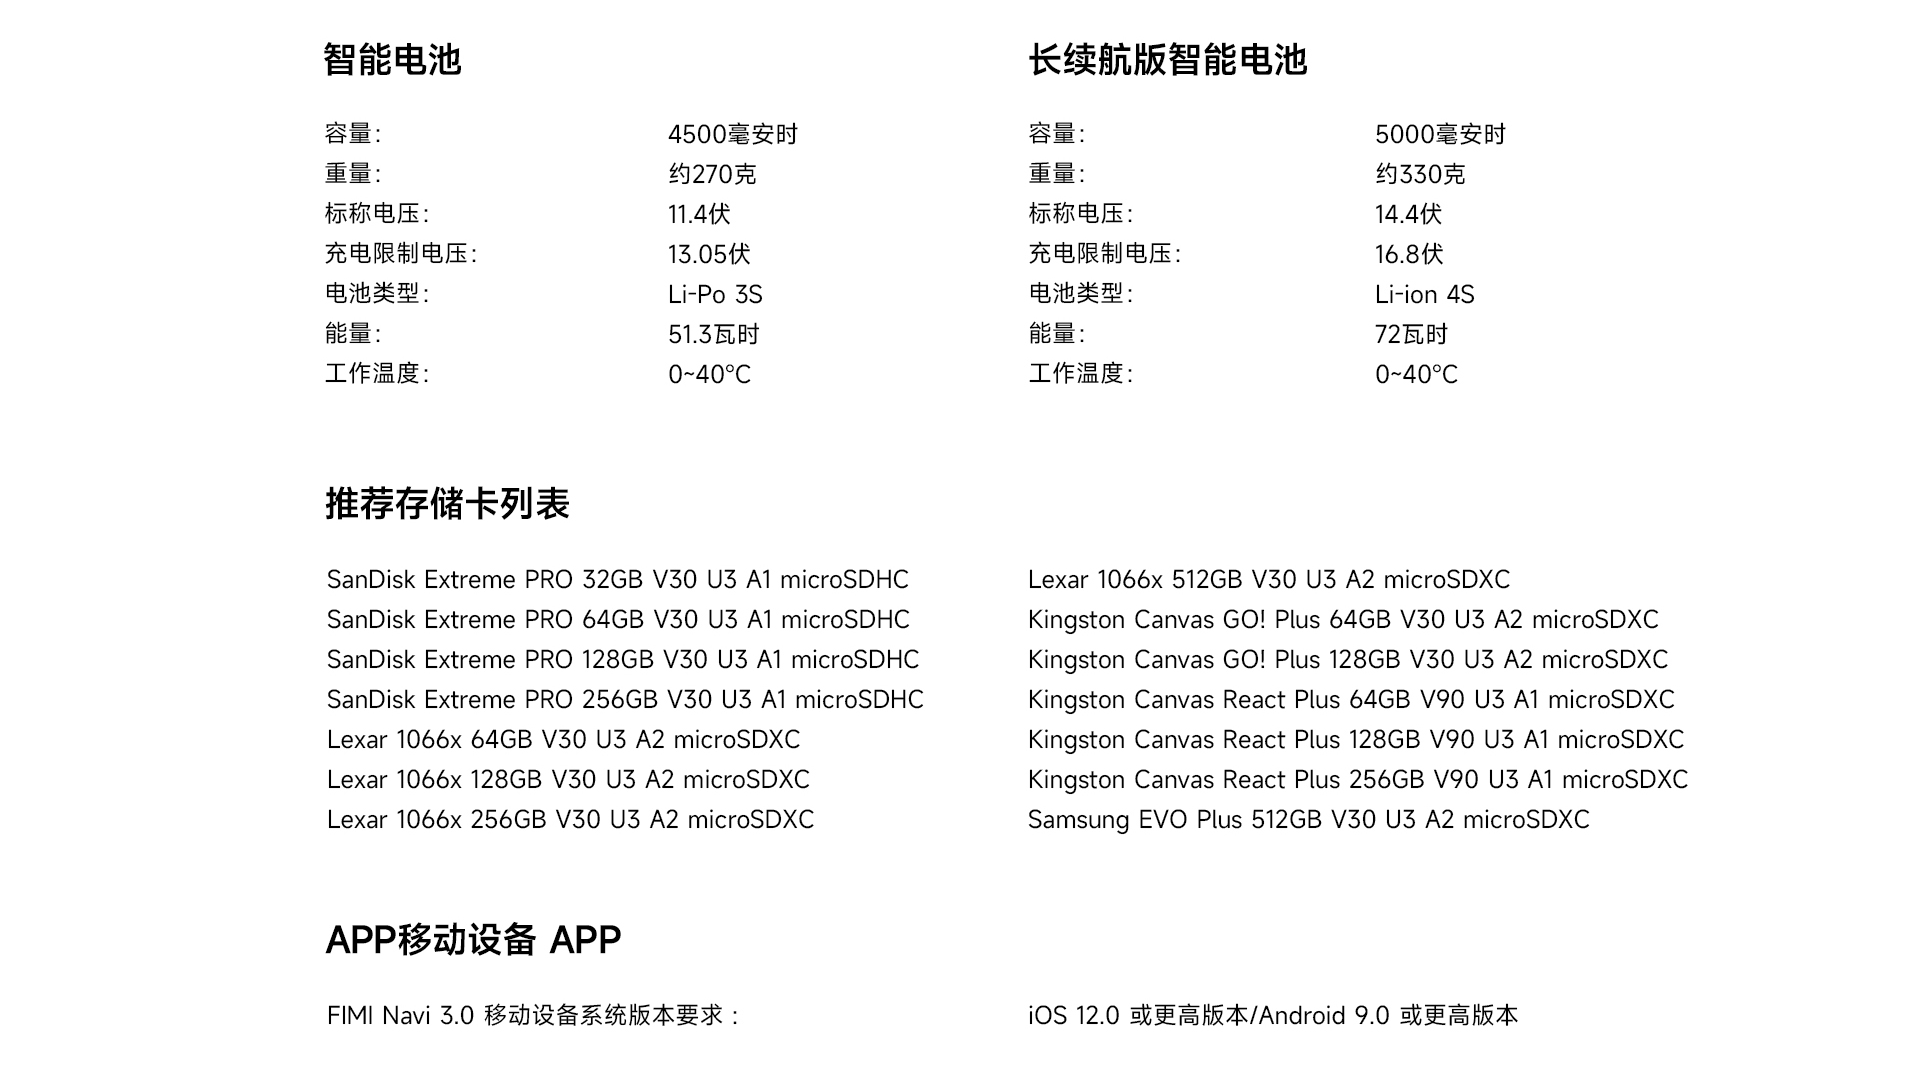 智能电池
容量：	4500毫安时
重量：	约270克
标称电压：	11.4伏
充电限制电压：	13.05伏
电池类型：	Li-Po 3S
能量：	51.3瓦时
工作温度：	0~40°C
长续航版智能电池
容量：	5000毫安时
重量：	约330克
标称电压：	14.4伏
充电限制电压：	16.8伏
电池类型：	Li-ion 4S
能量：	72瓦时
工作温度：	0~40°C
推荐存储卡列表
SanDisk Extreme PRO 32GB V30 U3 A1 microSDHC
SanDisk Extreme PRO 64GB V30 U3 A1 microSDHC
SanDisk Extreme PRO 128GB V30 U3 A1 microSDHC
SanDisk Extreme PRO 256GB V30 U3 A1 microSDHC
Lexar 1066x 64GB V30 U3 A2 microSDXC
Lexar 1066x 128GB V30 U3 A2 microSDXC
Lexar 1066x 256GB V30 U3 A2 microSDXC
Lexar 1066x 512GB V30 U3 A2 microSDXC
Kingston Canvas GO! Plus 64GB V30 U3 A2 microSDXC
Kingston Canvas GO! Plus 128GB V30 U3 A2 microSDXC
Kingston Canvas React Plus 64GB V90 U3 A1 microSDXC
Kingston Canvas React Plus 128GB V90 U3 A1 microSDXC
Kingston Canvas React Plus 256GB V90 U3 A1 microSDXC
Samsung EVO Plus 512GB V30 U3 A2 microSDXC
APP移动设备 APP
FIMI Navi 3.0 移动设备系统版本要求：	iOS 12.0 或更高版本/Android 9.0 或更高版本